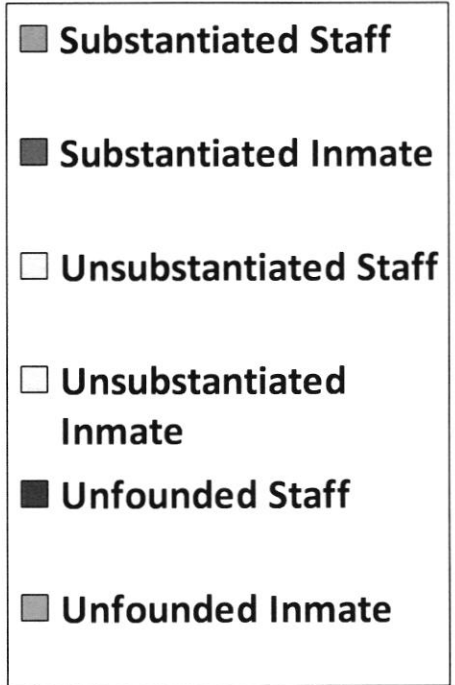 Substantiated Staff
Substantiated Inmate
Unsubstantiated Staff
Unsubstantiated
Inmate
Unfounded Staff
Unfounded Inmate